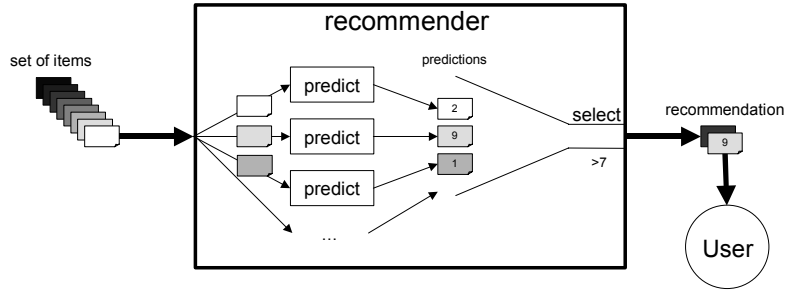 recommender
set of items
predictions
predict
2
select
recommendation
predict
9
9
predict
1
>7
...
User